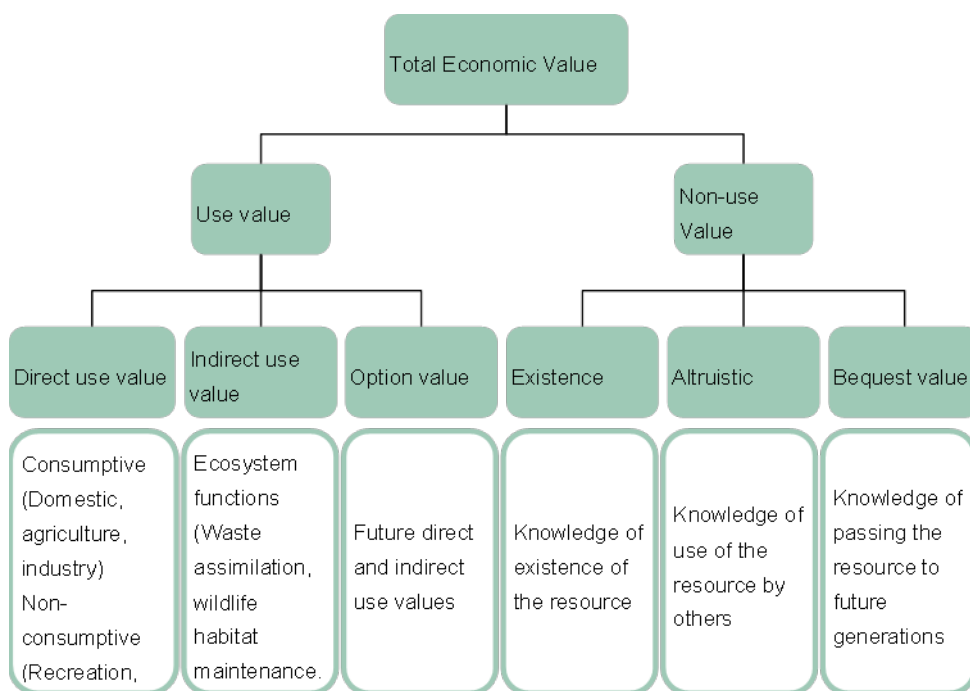 Total Economic Value
Use value
Non-use
Value
Direct use value
Indirect use
value
Option value
Existence
Altruistic
Bequest value
Consumptive
(Domestic,
agriculture,
industry)
Non-
consumptive
(Recreation,
Ecosystem
functions
(Waste
assimilation,
wildlife
habitat
maintenance.
Future direct
and indirect
use values
Knowledge of
existence of
the resource
Knowledge of
use of the
resource by
others
Knowledge of
passing the
resource to
future
generations